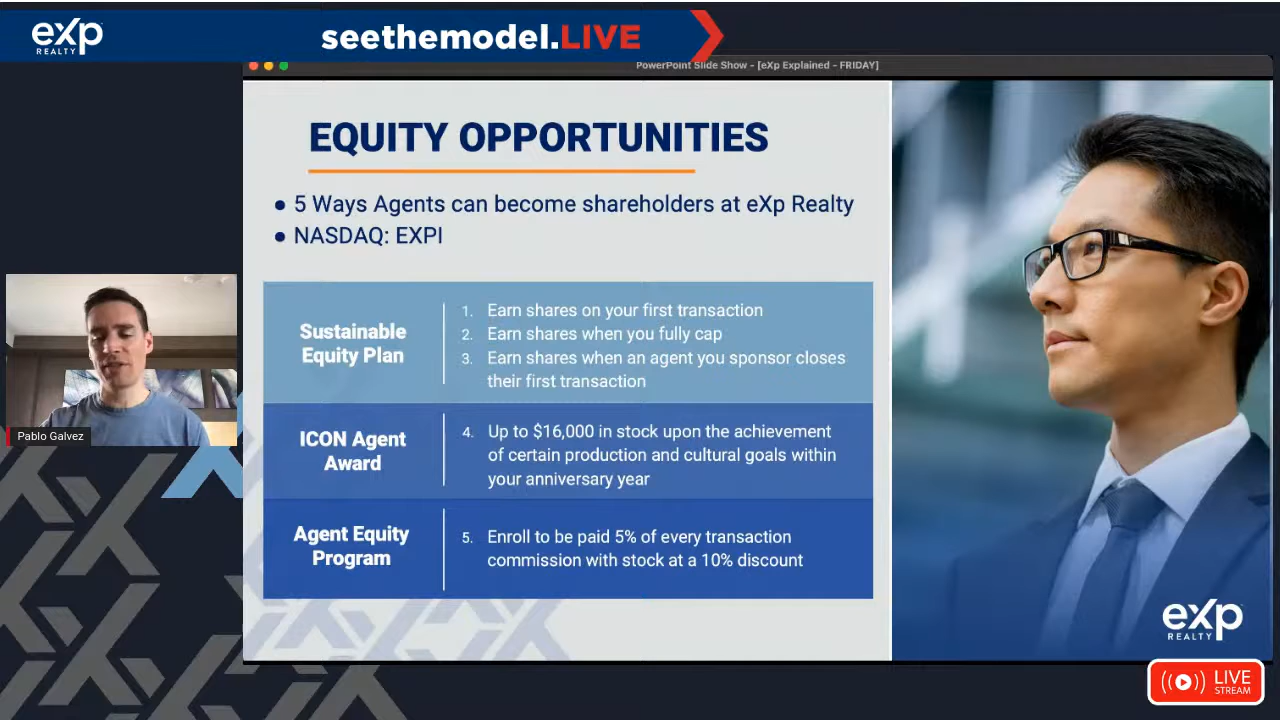 eXp
REALTY
seethemodel.LIVE
PowerPoint Slide Show - [eXp Explained - FRIDAY]
EQUITY OPPORTUNITIES
● 5 Ways Agents can become shareholders at eXp Realty
● NASDAQ: EXPI
Sustainable
Equity Plan
1. Earn shares on your first transaction
2. Earn shares when you fully cap
3. Earn shares when an agent you sponsor closes
their first transaction
ICON Agent
Award
4. Up to $16,000 in stock upon the achievement
of certain production and cultural goals within
your anniversary year
Agent Equity
Program
5. Enroll to be paid 5% of every transaction
commission with stock at a 10% discount
Pablo Galvez
eXp
REALTY
LIVE
STREAM